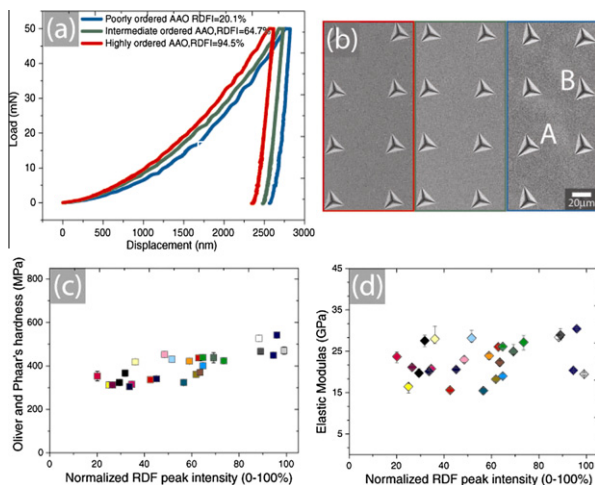 (a)
Poorly ordered AAO RDFI=20.1%
Intermediate ordered AAO,RDFI=64.7%
Highly ordered AAO,RDFI=94.5%
50
40
30
20
10
0
Load (mN)
0 500 1000 1500 2000 2500 3000
Displacement (nm)
(b)
B
A
20µm
(c)
800
600
400
200
0
Oliver and Phaar's hardness (MPa)
0 20 40 60 80 100
Normalized RDF peak intensity (0-100%)
(d)
45
35
25
15
5
Elastic Modulas (GPa)
0 20 40 60 80 100
Normalized RDF peak intensity (0-100%)